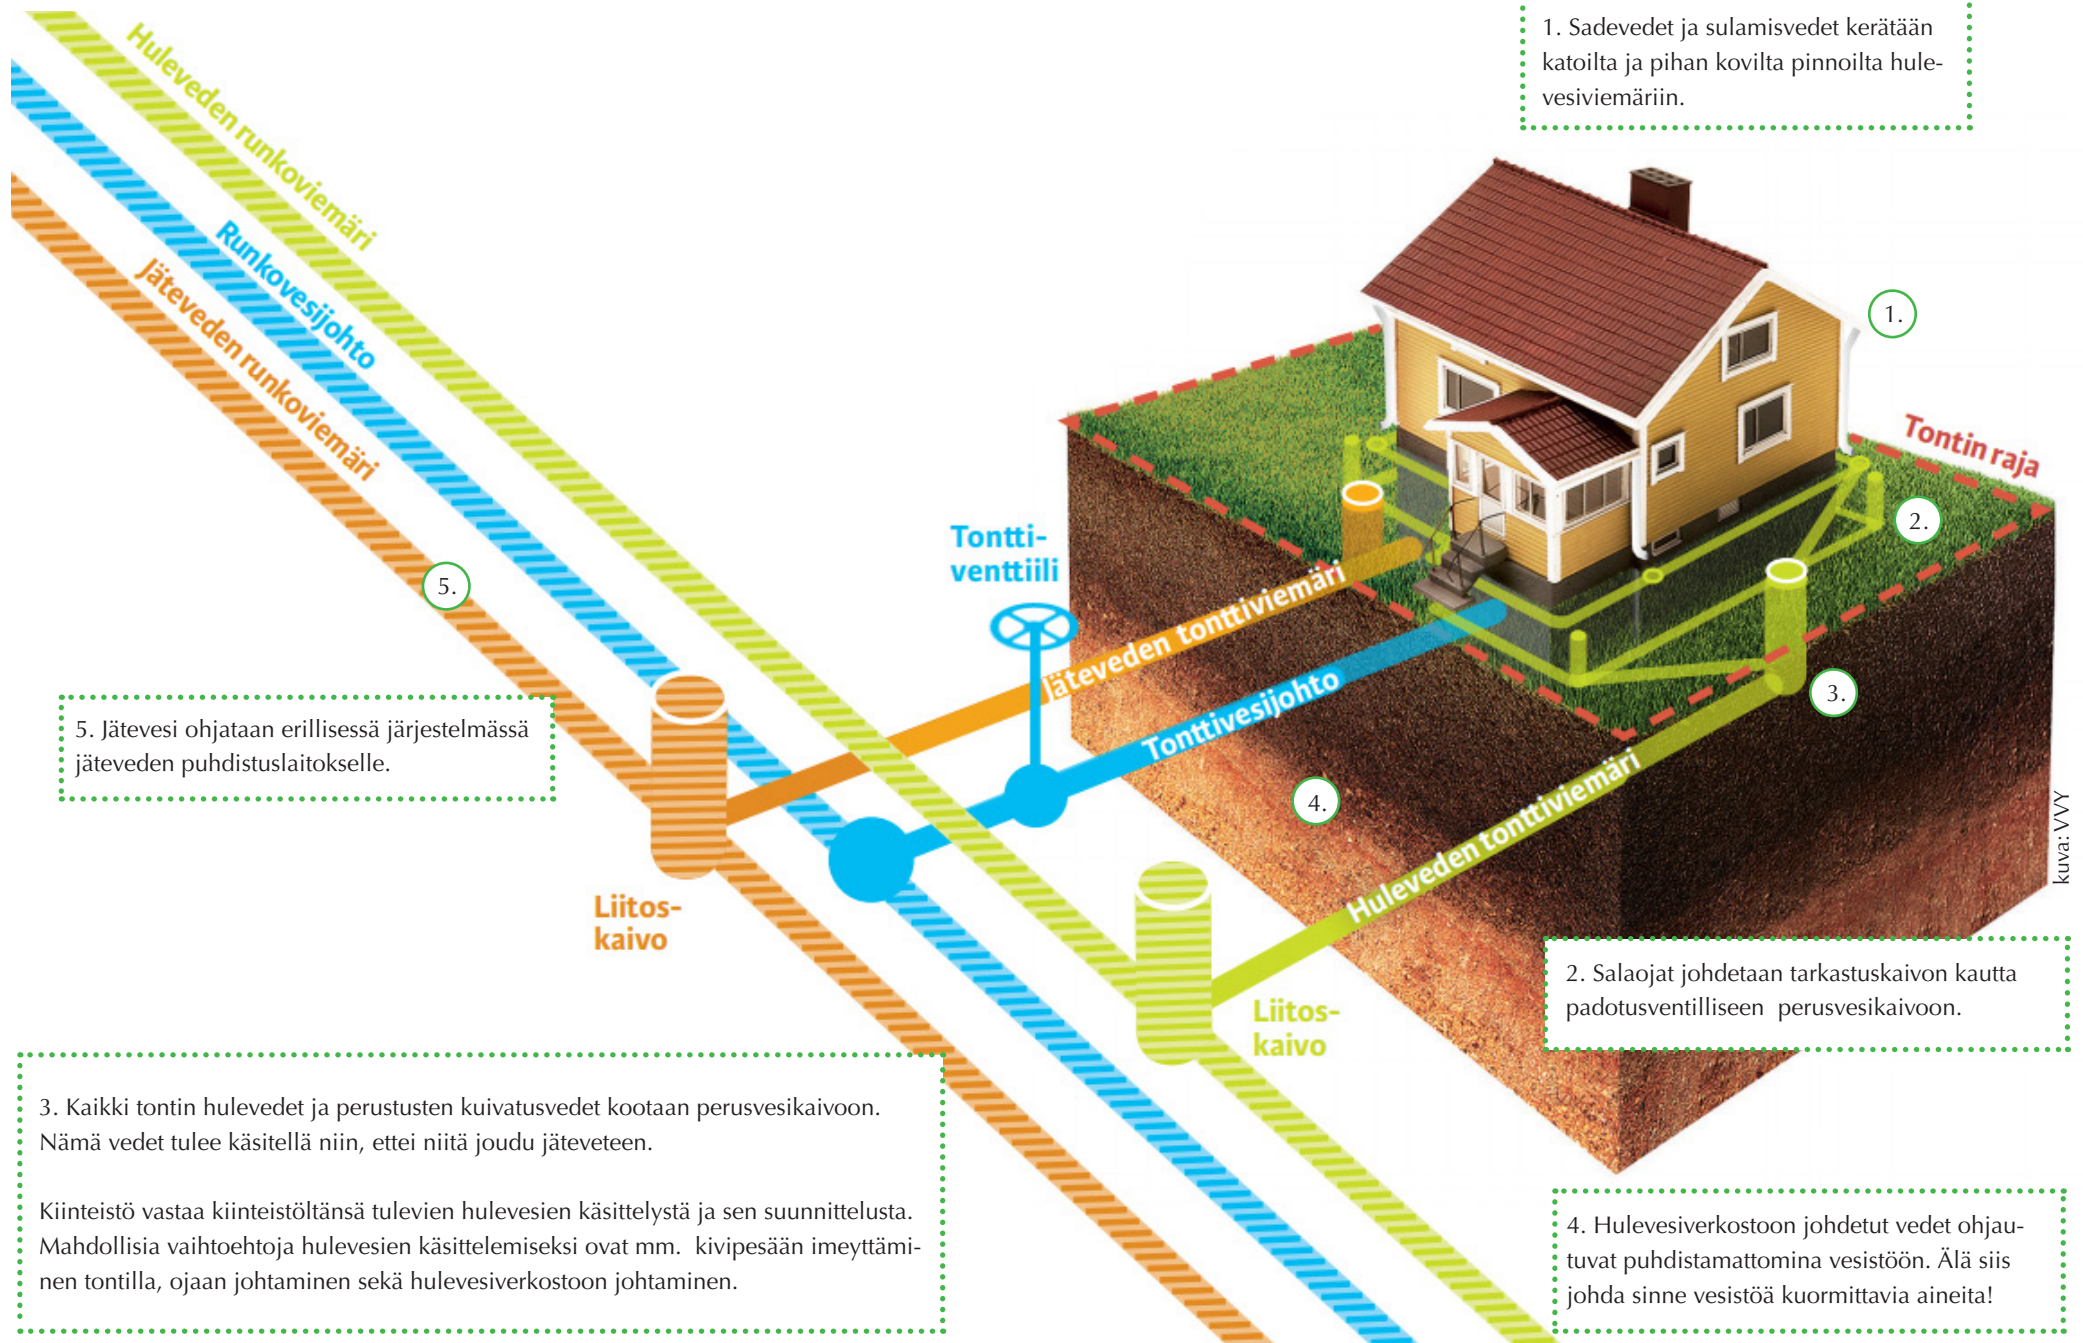 1. Sadevedet ja sulamisvedet kerätään
katoilta ja pihan kovilta pinnoilta hule-
vesiviemäriin.
Huleveden runkoviemäri
Runkovesijohto
Jäteveden runkoviemäri
1.
Tontin raja
2.
Tontti-
venttiili
5.
Jäteveden tonttiviemäri
Tonttivesijohto
3.
5. Jätevesi ohjataan erillisessä järjestelmässä
jäteveden puhdistuslaitokselle.
4.
Huleveden tonttiviemäri
kuva: VVY
Liitos-
kaivo
2. Salaojat johdetaan tarkastuskaivon kautta
padotusventilliseen perusvesikaivoon.
Liitos-
kaivo
3. Kaikki tontin hulevedet ja perustusten kuivatusvedet kootaan perusvesikaivoon.
Nämä vedet tulee käsitellä niin, ettei niitä joudu jäteveteen.
Kiinteistö vastaa kiinteistöltänsä tulevien hulevesien käsittelystä ja sen suunnittelusta.
Mahdollisia vaihtoehtoja hulevesien käsittelemiseksi ovat mm. kivipesään imeyttämi-
nen tontilla, ojaan johtaminen sekä hulevesiverkostoon johtaminen.
4. Hulevesiverkostoon johdetut vedet ohjau-
tuvat puhdistamattomina vesistöön. Älä siis
johda sinne vesistöä kuormittavia aineita!